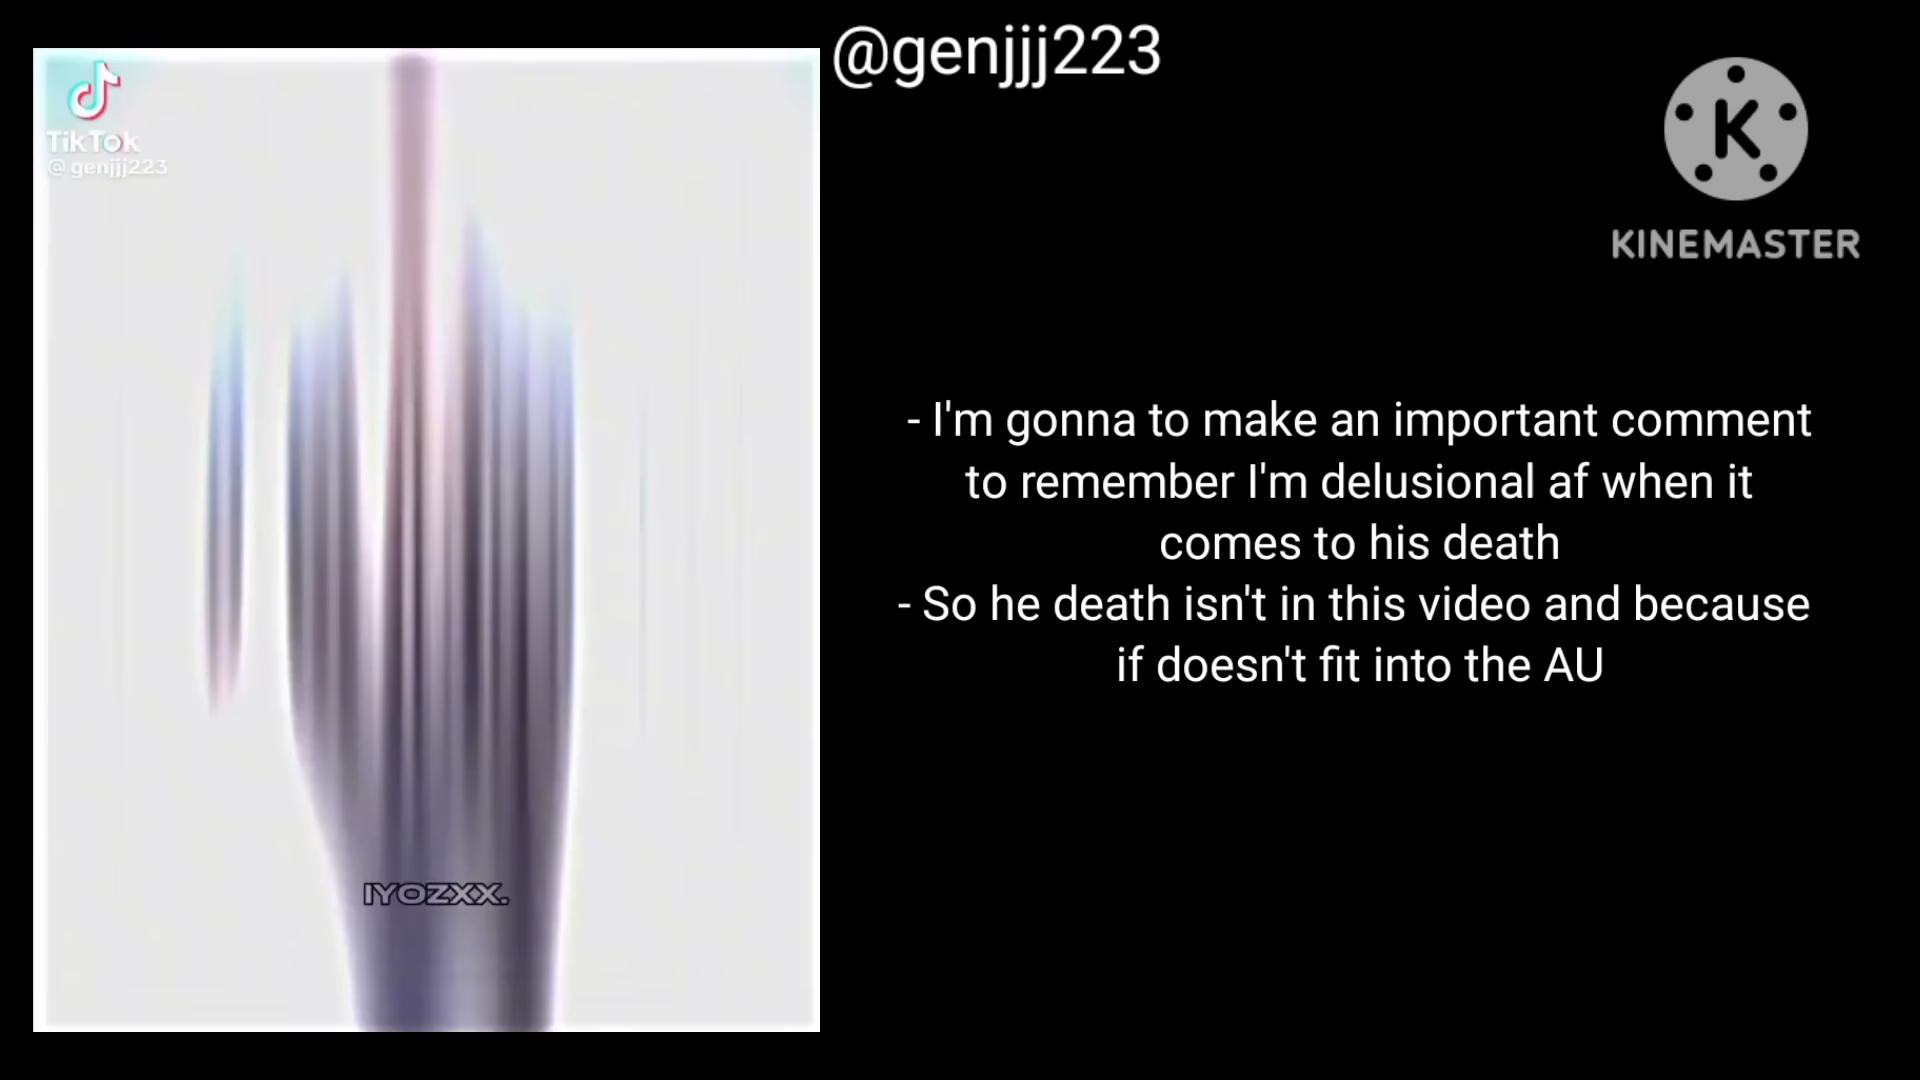 @genjjj223
TikTok
@ genjjj223
K
KINEMASTER
- I'm gonna to make an important comment
to remember I'm delusional af when it
comes to his death
- So he death isn't in this video and because
if doesn't fit into the AU
IYOZXX.